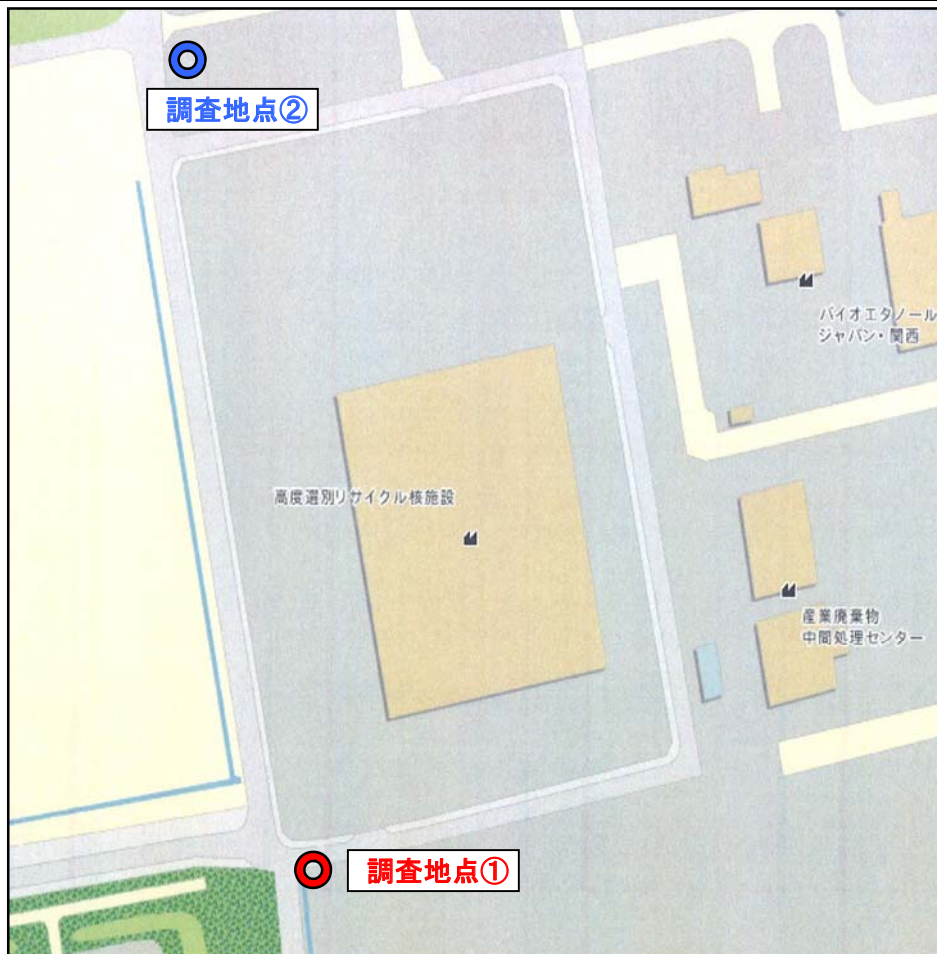 調査地点②
バイオエタノール
ジャパン・関西
高度選別リサイクル核施設
産業廃棄物
中間処理センター
調査地点①